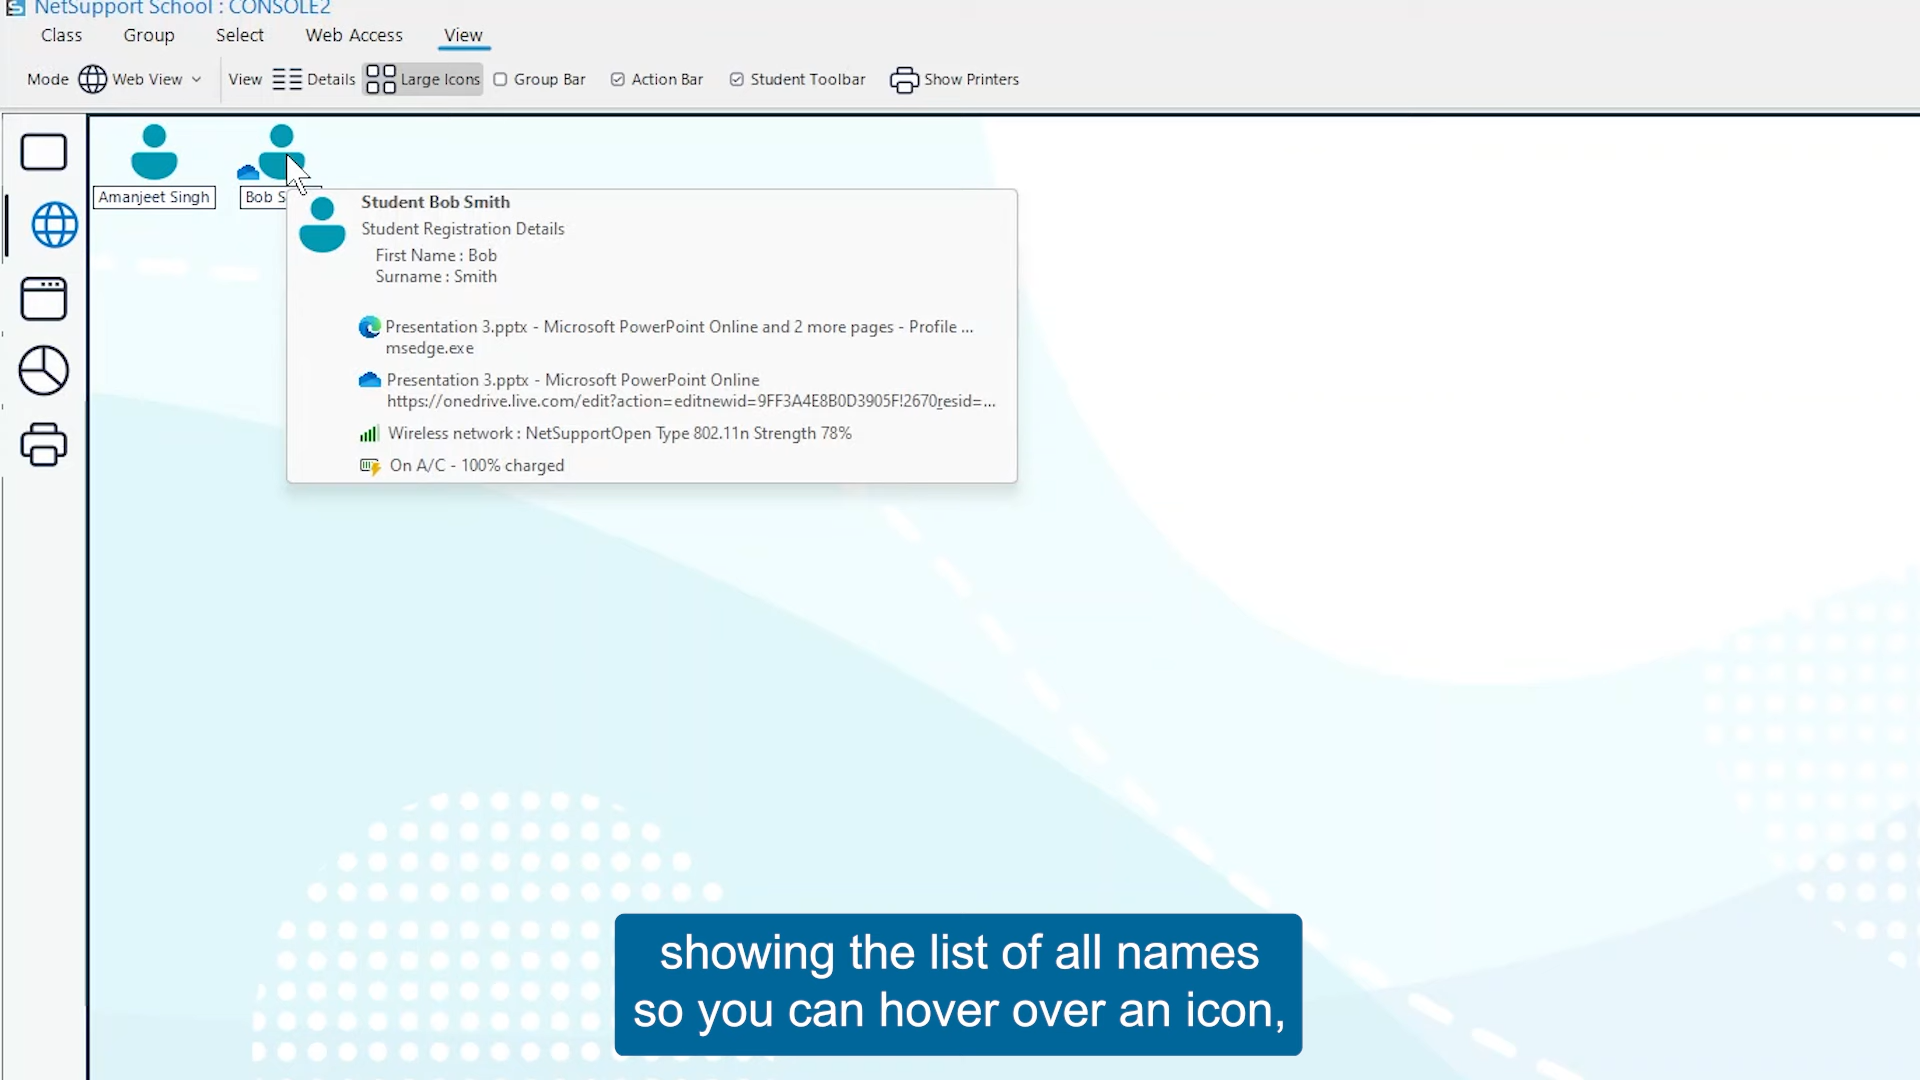 NetSupport School : CONSOLE2
Class Group Select Web Access View
Mode Web View View Details Large Icons Group Bar Action Bar Student Toolbar Show Printers
Amanjeet Singh
Bob S
Student Bob Smith
Student Registration Details
First Name : Bob
Surname : Smith
Presentation 3.pptx - Microsoft PowerPoint Online and 2 more pages - Profile ...
msedge.exe
Presentation 3.pptx - Microsoft PowerPoint Online
https://onedrive.live.com/edit?action=editnewid=9FF3A4E8B0D3905F!2670resid=...
Wireless network : NetSupportOpen Type 802.11n Strength 78%
On A/C - 100% charged
showing the list of all names
so you can hover over an icon,